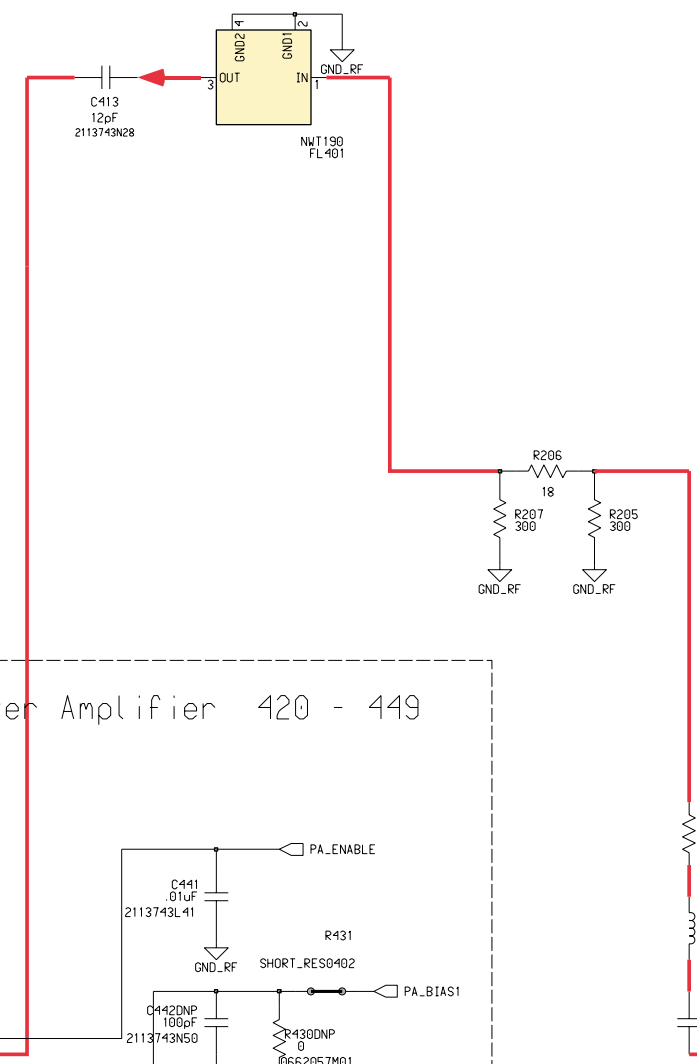 4
2
GND2
GND1
GND_RF
OUT
IN
3
1
C413
12pF
2113743N28
NWT190
FL401
R206
18
R207
300
R205
300
GND_RF
GND_RF
er Amplifier 420 - 449
PA_ENABLE
C441
.01uF
2113743L41
R431
GND_RF
SHORT_RES0402
PA_BIAS1
C442DNP
100pF
2113743N50
R430DNP
0
0662057M01